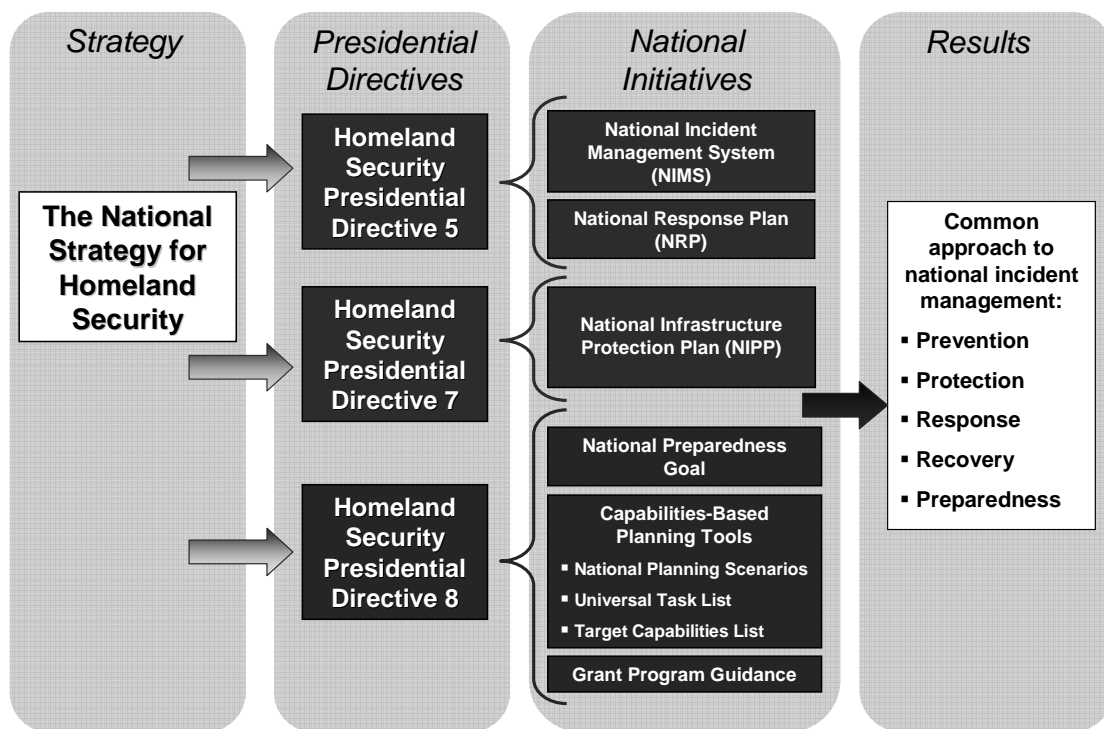 Strategy
The National
Strategy for
Homeland
Security
Presidential
Directives
Homeland
Security
Presidential
Directive 5
Homeland
Security
Presidential
Directive 7
Homeland
Security
Presidential
Directive 8
National
Initiatives
National Incident
Management System
(NIMS)
National Response Plan
(NRP)
National Infrastructure
Protection Plan (NIPP)
National Preparedness
Goal
Capabilities-Based
Planning Tools
▪ National Planning Scenarios
▪ Universal Task List
▪ Target Capabilities List
Grant Program Guidance
Results
Common
approach to
national incident
management:
▪ Prevention
▪ Protection
▪ Response
▪ Recovery
▪ Preparedness